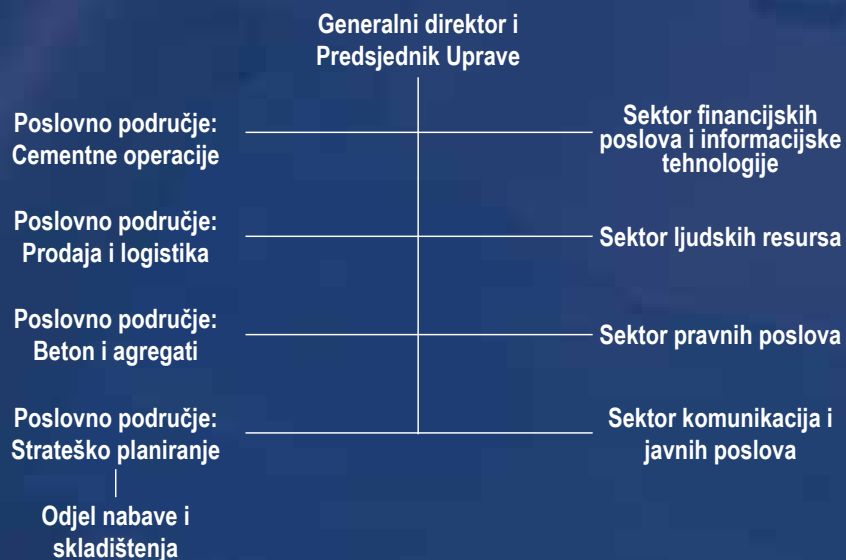 Generalni direktor i
Predsjednik Uprave
Poslovno područje:
Cementne operacije
Sektor financijskih
poslova i informacijske
tehnologije
Poslovno područje:
Prodaja i logistika
Sektor ljudskih resursa
Poslovno područje:
Beton i agregati
Sektor pravnih poslova
Poslovno područje:
Strateško planiranje
Sektor komunikacija i
javnih poslova
Odjel nabave i
skladištenja